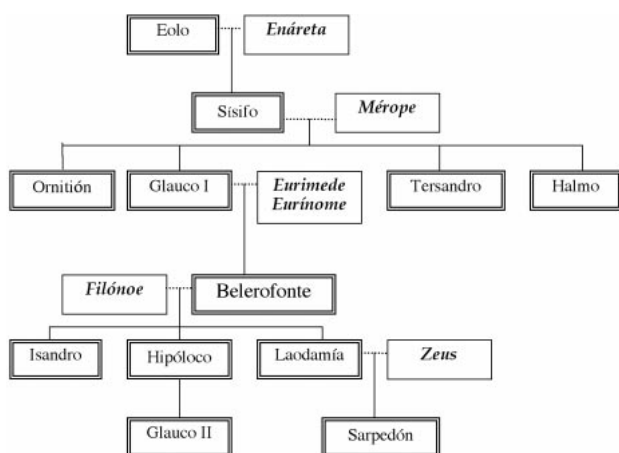 Eolo
Enáreta
Sísifo
Mérope
Ornitión
Glauco I
Eurimede
Eurínome
Tersandro
Halmo
Filónoe
Belerofonte
Isandro
Hipóloco
Laodamía
Zeus
Glauco II
Sarpedón